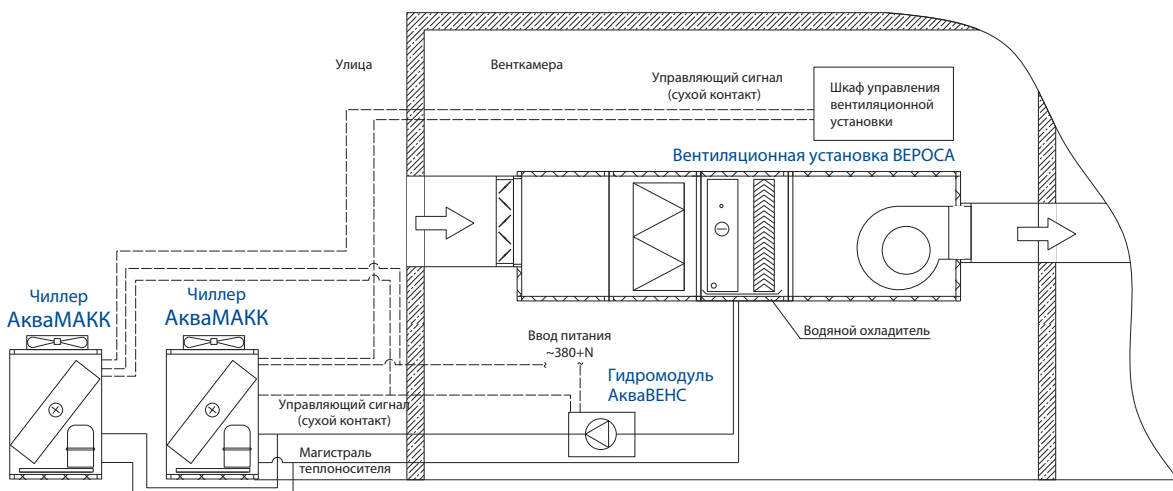 Улица
Венткамера
Управляющий сигнал
(сухой контакт)
Шкаф управления
вентиляционной
установки
Вентиляционная установка ВЕРОСА
Чиллер
АкваМАКК
Чиллер
АкваМАКК
Водяной охладитель
Ввод питания
~380+N
Гидромодуль
АкваВЕНС
Управляющий сигнал
(сухой контакт)
Магистраль
теплоносителя